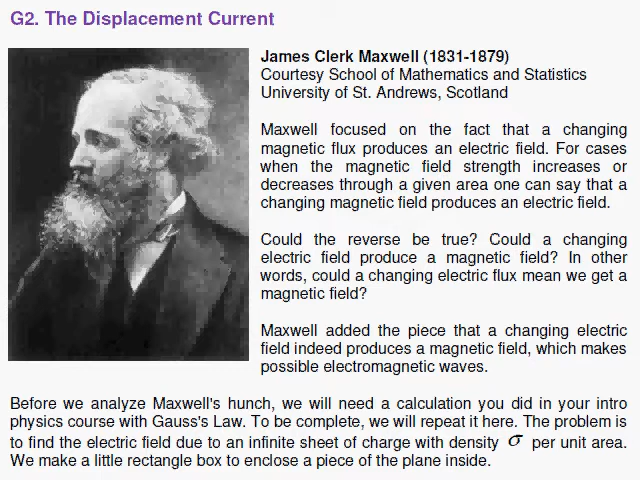 G2. The Displacement Current
James Clerk Maxwell (1831-1879)
Courtesy School of Mathematics and Statistics
University of St. Andrews, Scotland
Maxwell focused on the fact that a changing
magnetic flux produces an electric field. For cases
when the magnetic field strength increases or
decreases through a given area one can say that a
changing magnetic field produces an electric field.
Could the reverse be true? Could a changing
electric field produce a magnetic field? In other
words, could a changing electric flux mean we get a
magnetic field?
Maxwell added the piece that a changing electric
field indeed produces a magnetic field, which makes
possible electromagnetic waves.
Before we analyze Maxwell's hunch, we will need a calculation you did in your intro
physics course with Gauss's Law. To be complete, we will repeat it here. The problem is
to find the electric field due to an infinite sheet of charge with density σ per unit area.
We make a little rectangle box to enclose a piece of the plane inside.